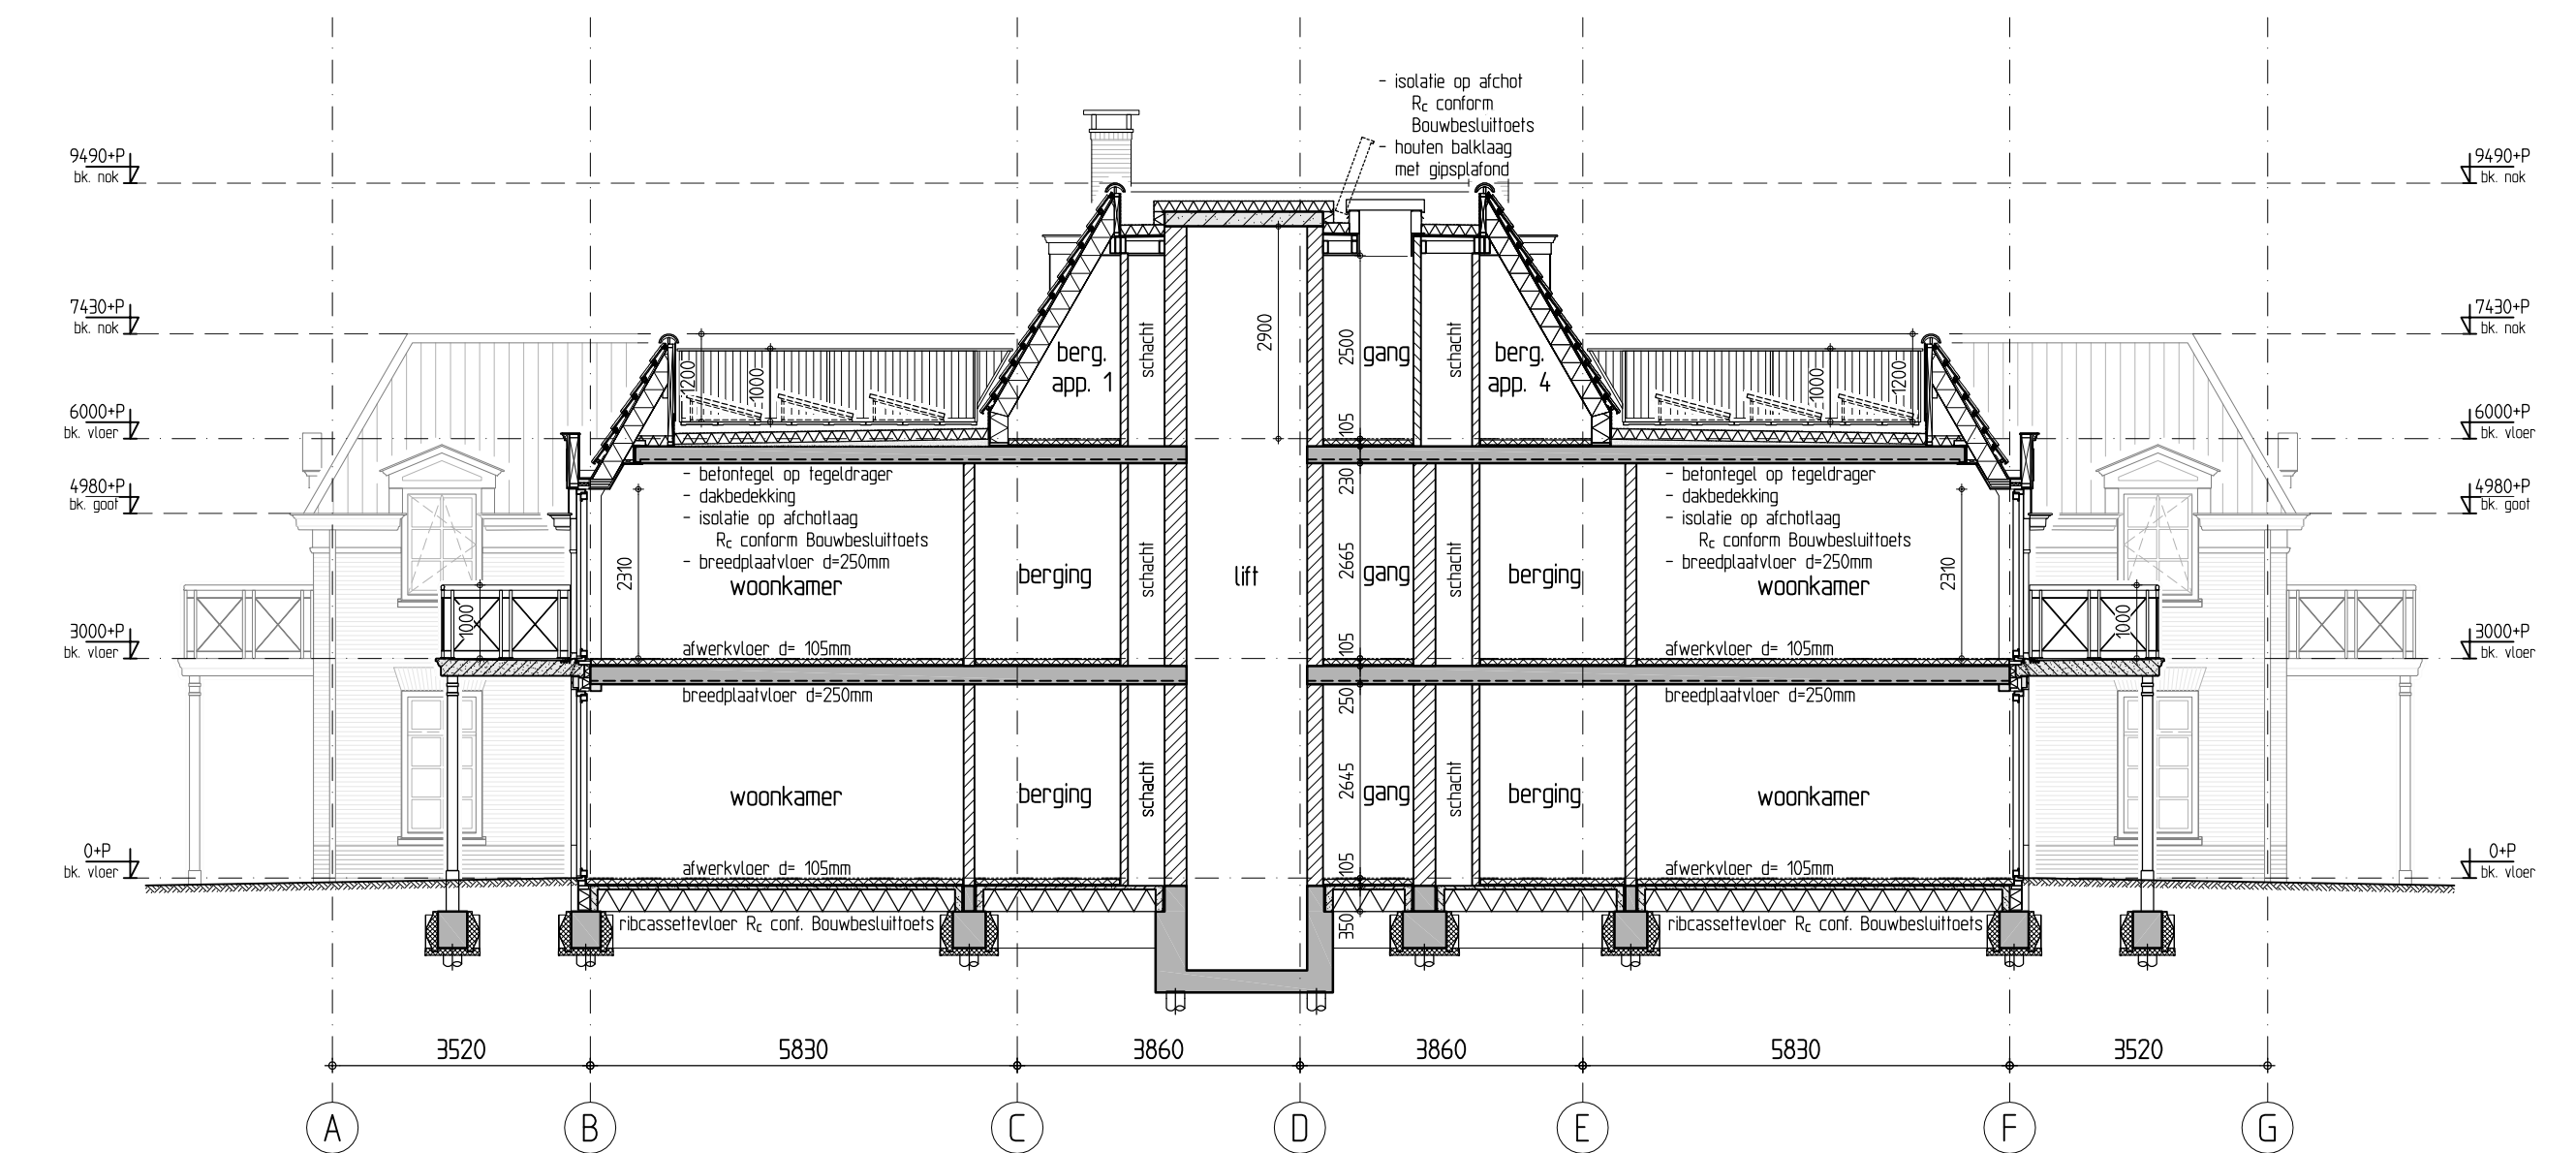 - isolatie op afchot
Rc conform
Bouwbesluittoets
- houten balklaag
met gipsplafond
9490+P
bk. nok
9490+P
bk. nok
7430+P
bk. nok
7430+P
bk. nok
6000+P
bk. vloer
6000+P
bk. vloer
4980+P
bk. goot
4980+P
bk. goot
3000+P
bk. vloer
3000+P
bk. vloer
0+P
bk. vloer
0+P
bk. vloer
1200
1000
berg.
app. 1
schacht
2900
2500
gang
schacht
berg.
app. 4
1000
1200
105
- betontegel op tegeldrager
- dakbedekking
- isolatie op afchotlaag
Rc conform Bouwbesluittoets
- breedplaatvloer d=250mm
woonkamer
2310
1000
berging
schacht
lift
230
2665
gang
schacht
berging
- betontegel op tegeldrager
- dakbedekking
- isolatie op afchotlaag
Rc conform Bouwbesluittoets
- breedplaatvloer d=250mm
woonkamer
2310
1000
afwerkvloer d= 105mm
105
afwerkvloer d= 105mm
breedplaatvloer d=250mm
250
breedplaatvloer d=250mm
woonkamer
berging
schacht
2645
gang
schacht
berging
woonkamer
afwerkvloer d= 105mm
105
afwerkvloer d= 105mm
ribcassettevloer Rc conf. Bouwbesluittoets
350
ribcassettevloer Rc conf. Bouwbesluittoets
3520
5830
3860
3860
5830
3520
A
B
C
D
E
F
G